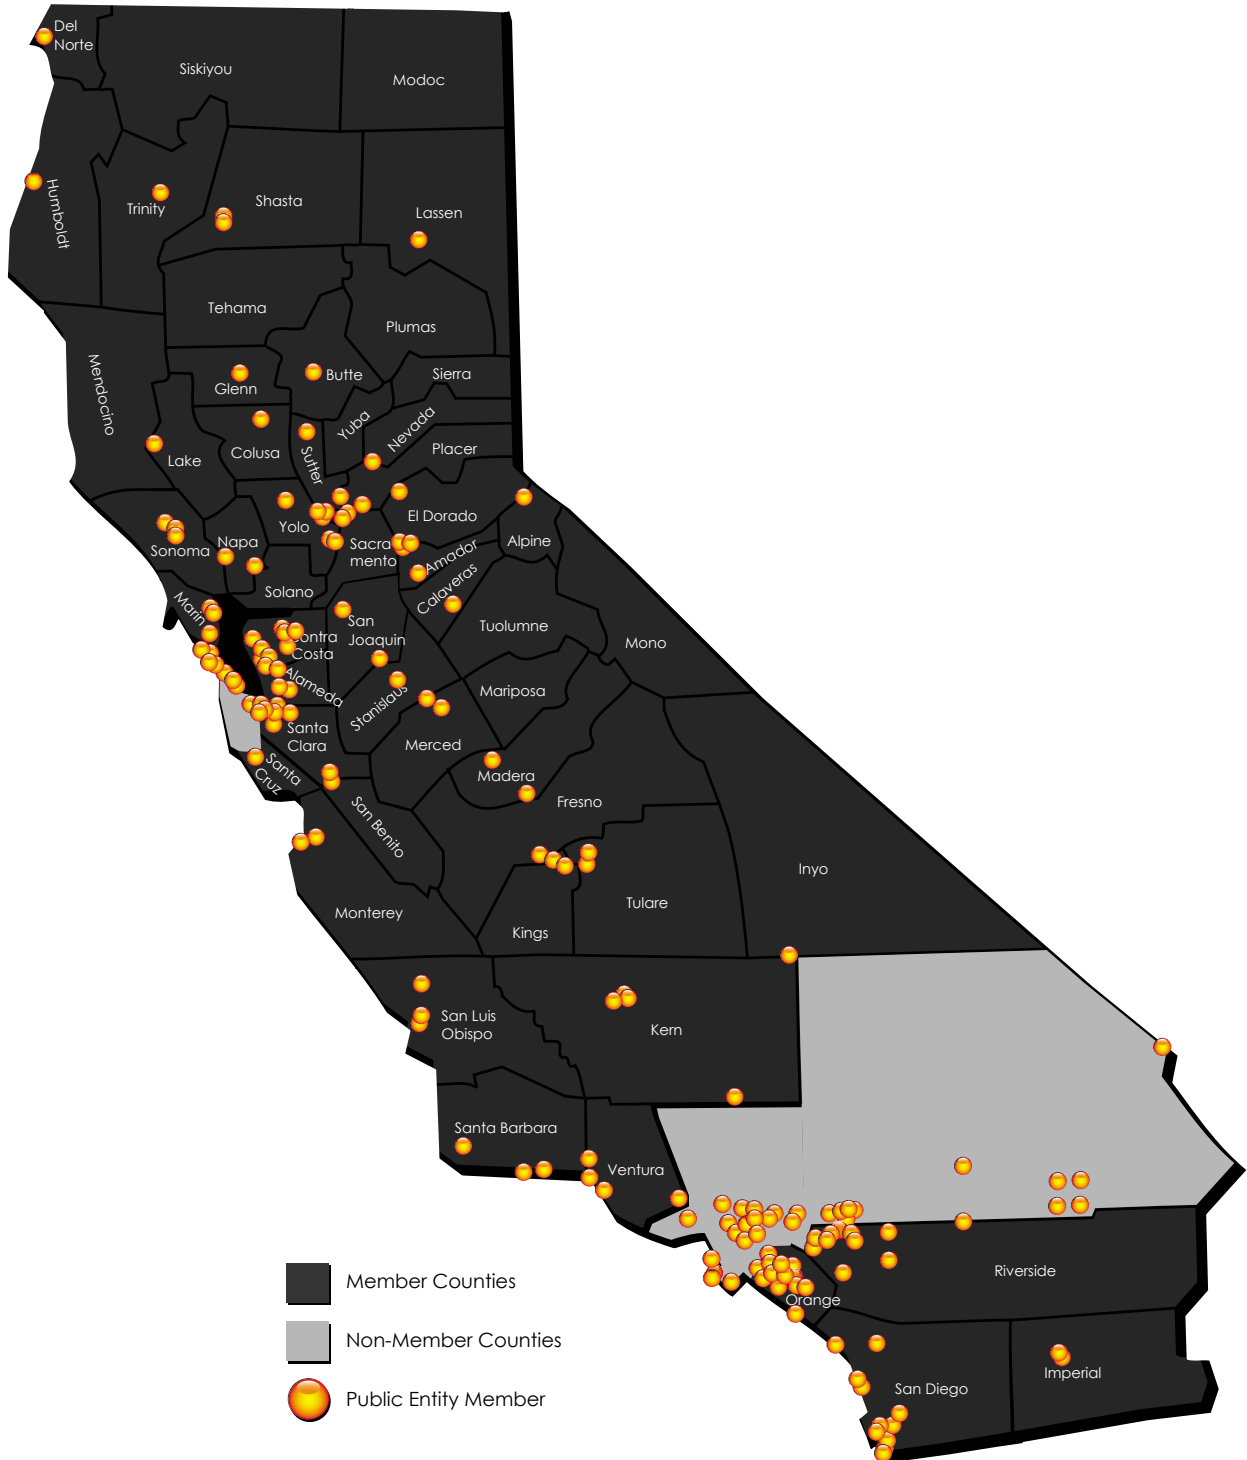 Del
Norte
Siskiyou
Modoc
Humboldt
Trinity
Shasta
Lassen
Tehama
Plumas
Mendocino
Glenn
Butte
Sierra
Lake
Colusa
Sutter
Yuba
Nevada
Placer
Sonoma
Napa
Yolo
Sacra
mento
El Dorado
Alpine
Amador
Calaveras
Solano
Marin
Contra
Costa
San
Joaquin
Tuolumne
Mono
Alameda
Stanislaus
Mariposa
Santa
Clara
Merced
Santa
Cruz
San Benito
Madera
Fresno
Inyo
Monterey
Kings
Tulare
San Luis
Obispo
Kern
Santa Barbara
Ventura
Orange
Riverside
San Diego
Imperial
Member Counties
Non-Member Counties
Public Entity Member